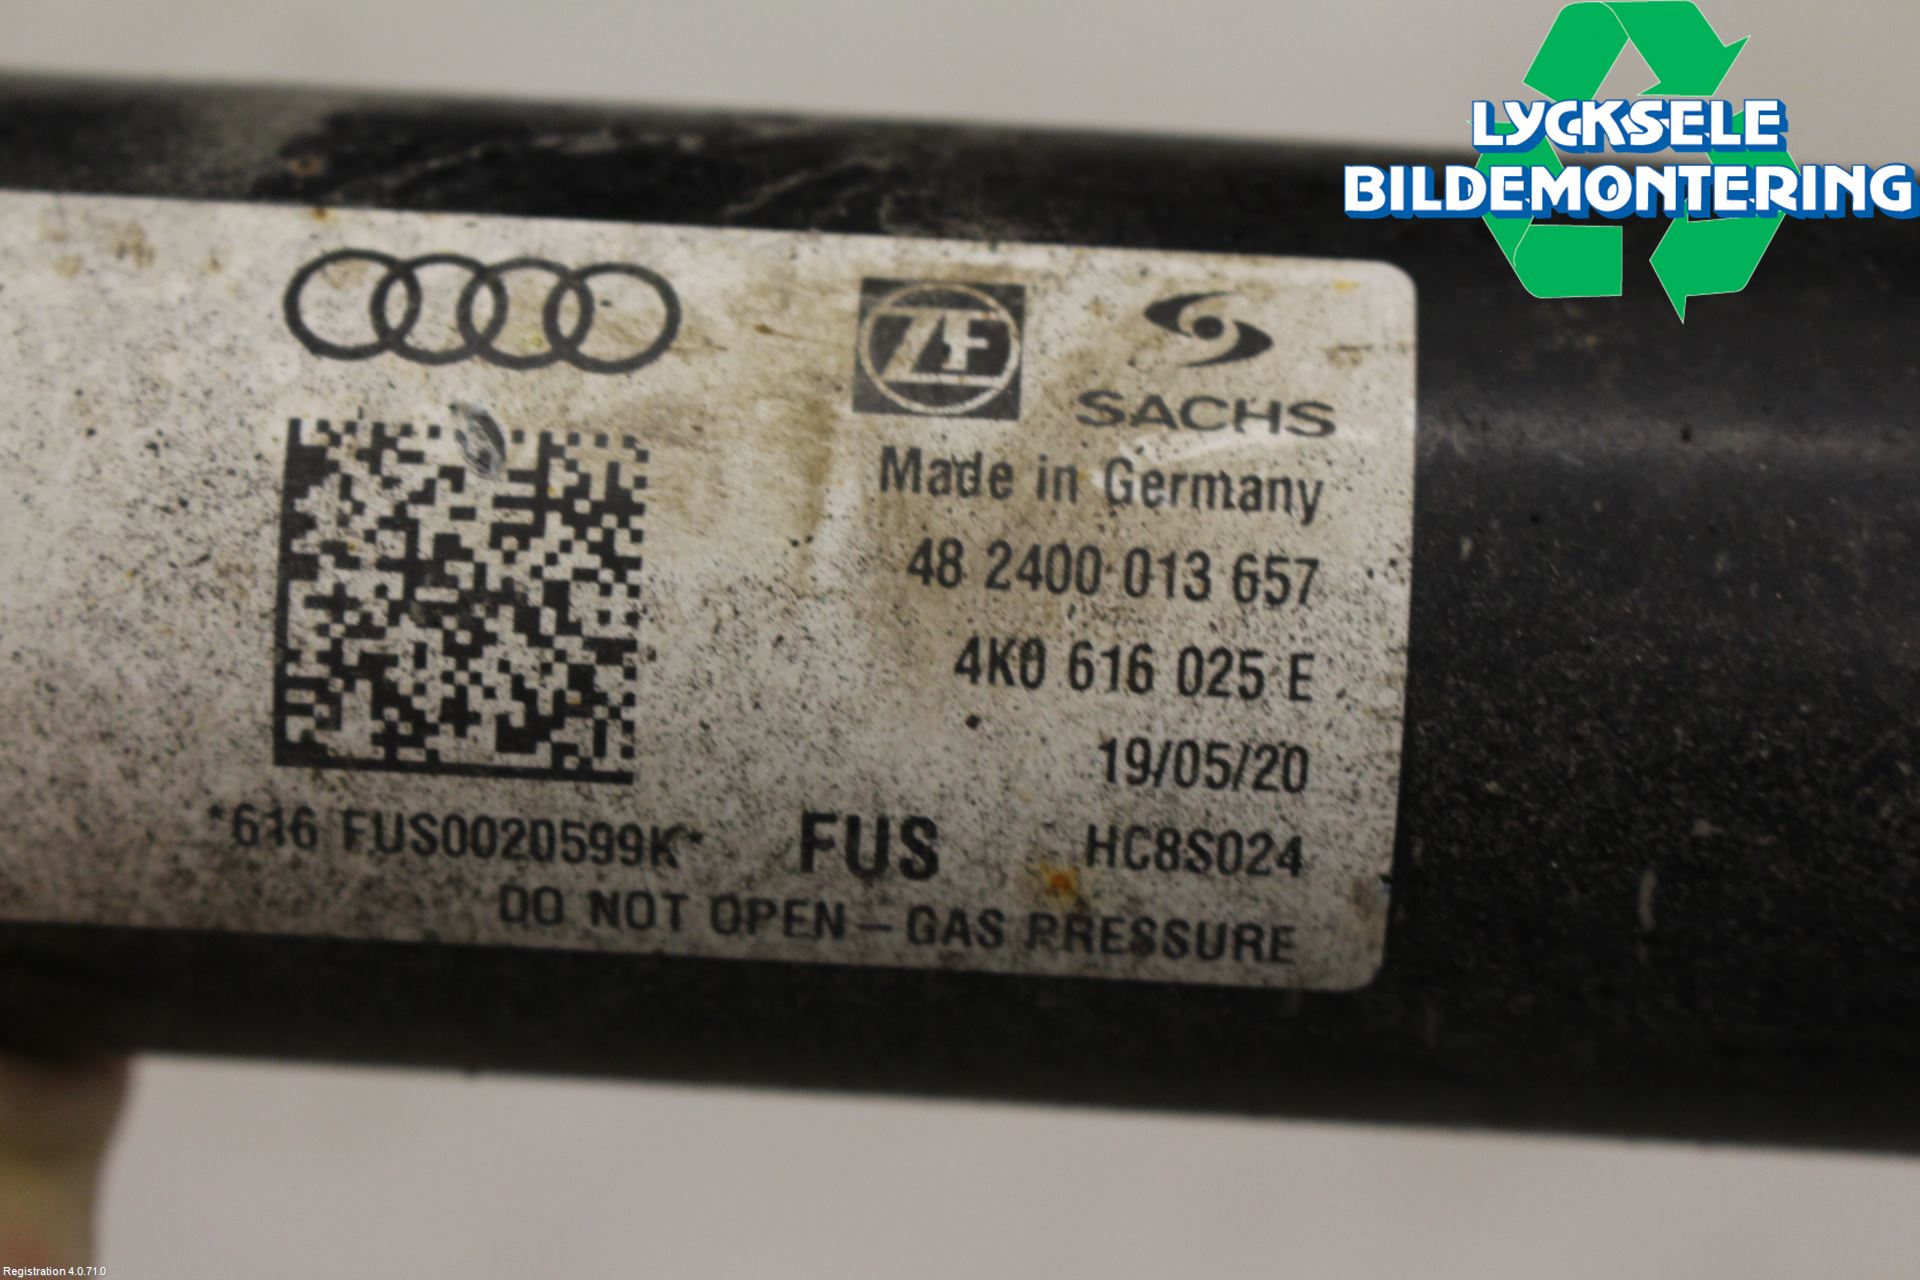 LYCKSELE
BILDEMONTERING
ZF
SACHS
Made in Germany
48 2400 013 657
4K0 616 025 E
19/05/20
*616 FUS0020599K* FUS HC8S024
DO NOT OPEN – GAS PRESSURE
Registration 4.0.71.0